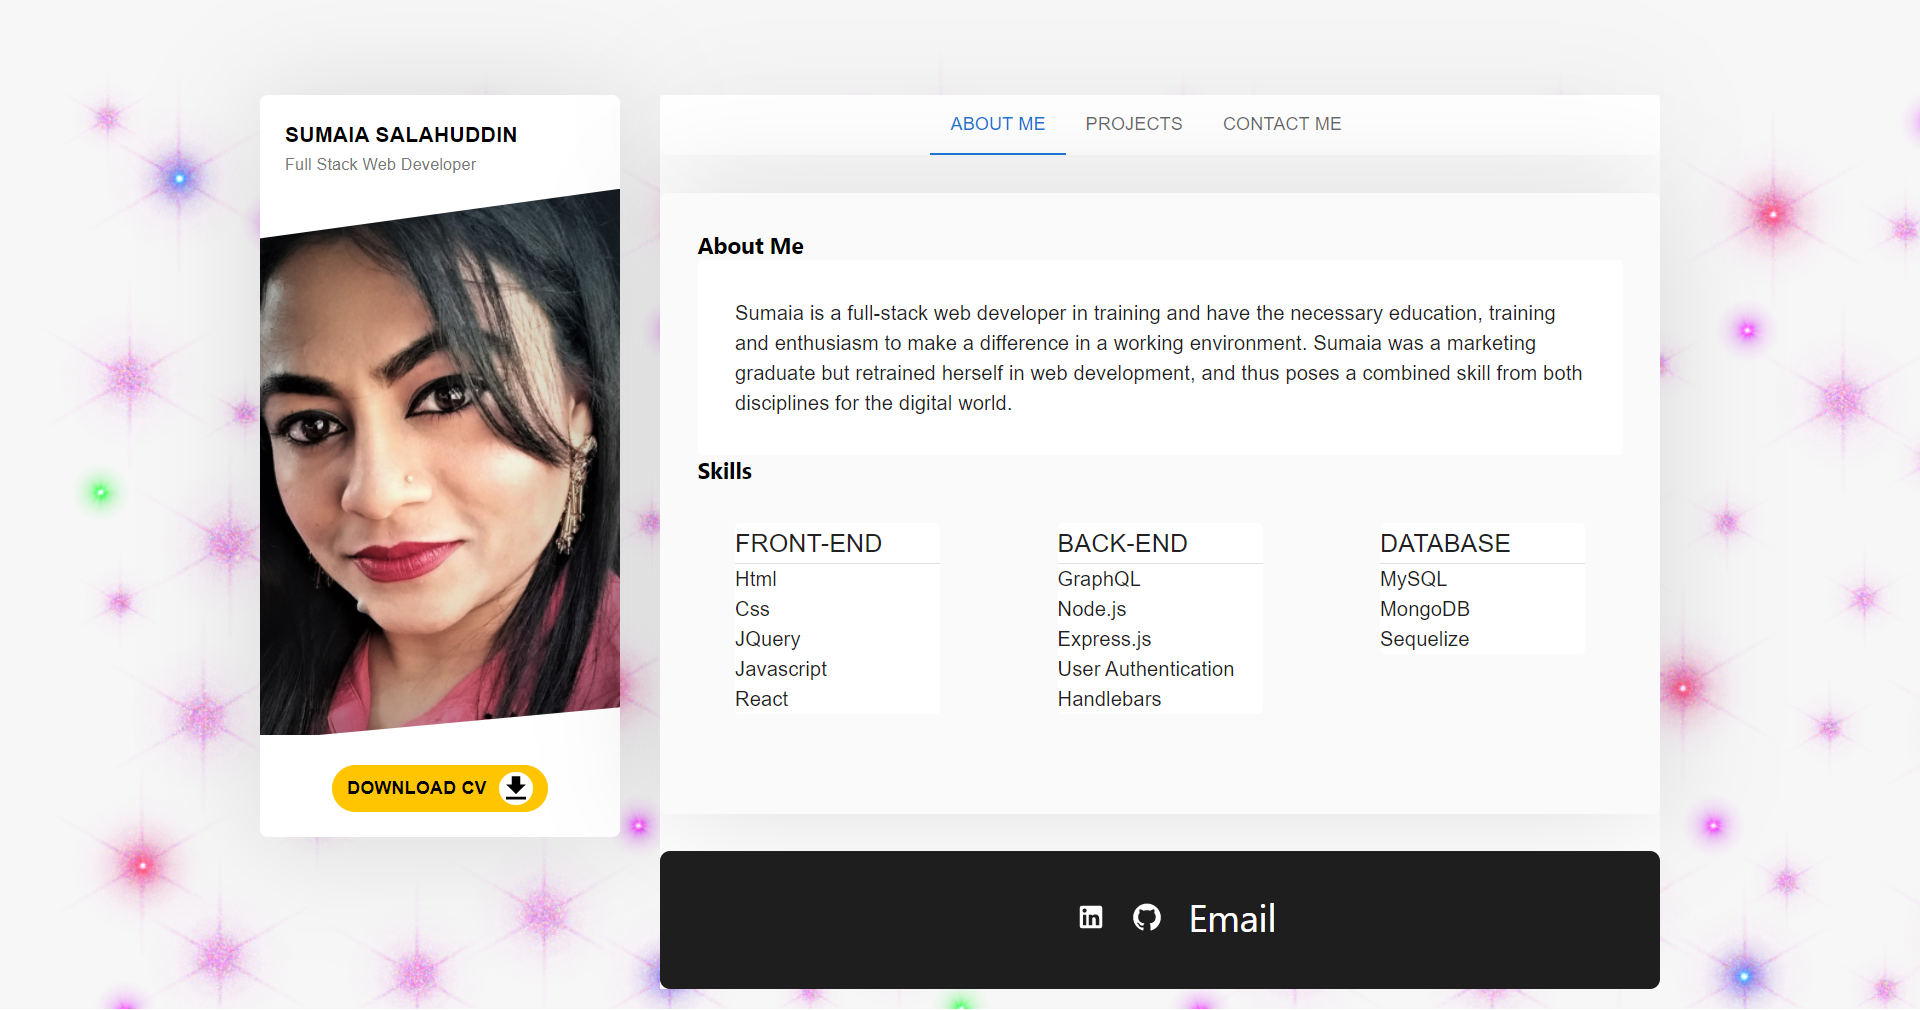 SUMAIA SALAHUDDIN
Full Stack Web Developer
DOWNLOAD CV
ABOUT ME PROJECTS CONTACT ME
About Me
Sumaia is a full-stack web developer in training and have the necessary education, training
and enthusiasm to make a difference in a working environment. Sumaia was a marketing
graduate but retrained herself in web development, and thus poses a combined skill from both
disciplines for the digital world.
Skills
FRONT-END
Html
Css
JQuery
Javascript
React
BACK-END
GraphQL
Node.js
Express.js
User Authentication
Handlebars
DATABASE
MySQL
MongoDB
Sequelize
in
Email